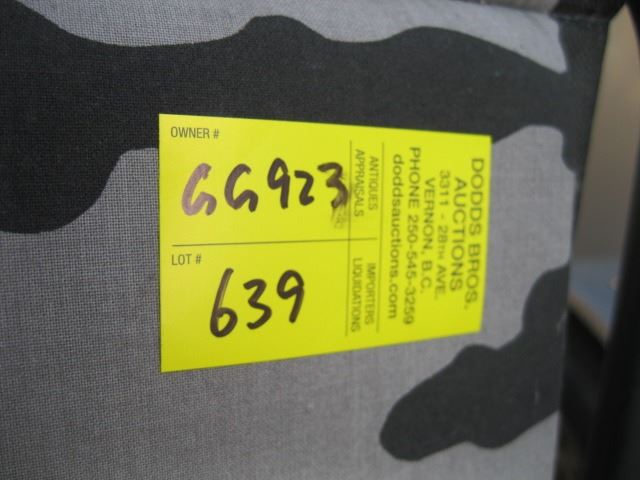 OWNER #
GG923
LOT #
639
ANTIQUES
APPRAISALS
IMPORTERS
LIQUIDATIONS
DODDS BROS.
AUCTIONS
3311 - 28TH AVE.
VERNON, B.C.
PHONE 250-545-3259
doddsauctions.com